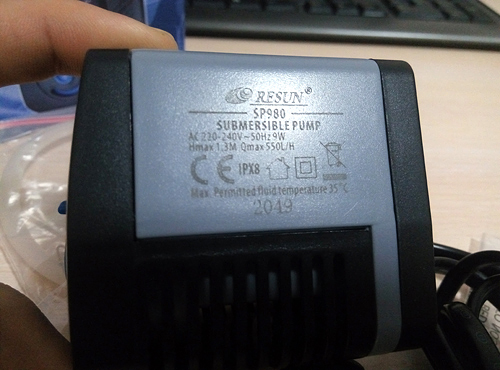 RESUN®
SP980
SUBMERSIBLE PUMP
AC 220-240V~50Hz 9W
Hmax 1.3M Qmax 550L/H
CE IPX8
Max. Permitted fluid temperature 35°C
2049